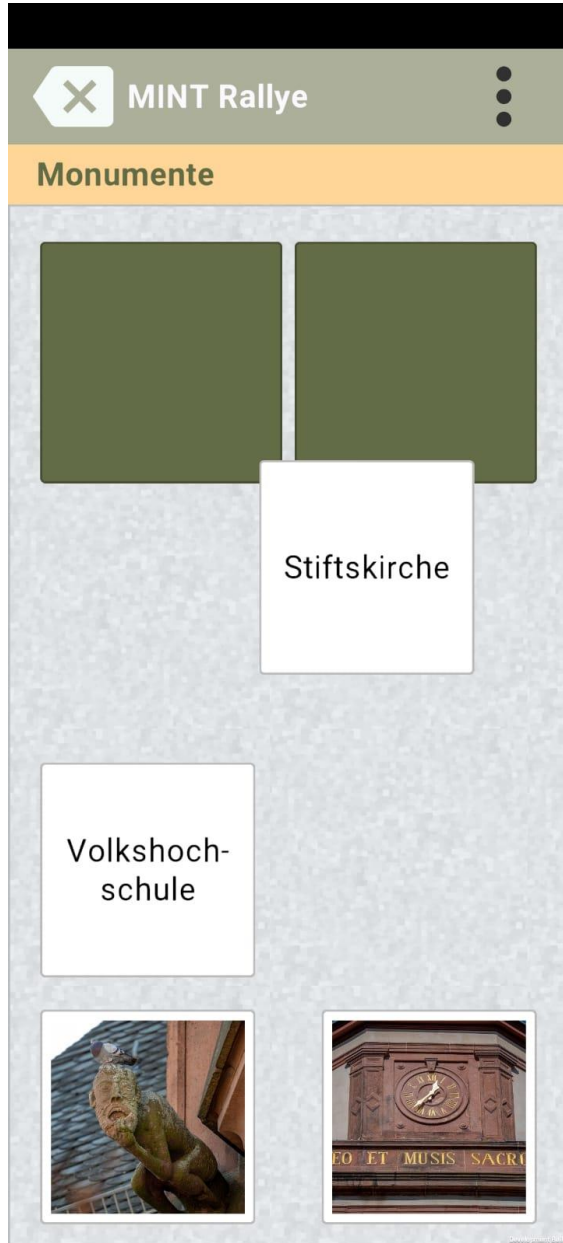 MINT Rallye
Monumente
Stiftskirche
Volkshoch-
schule
EO ET MUSIS SACR